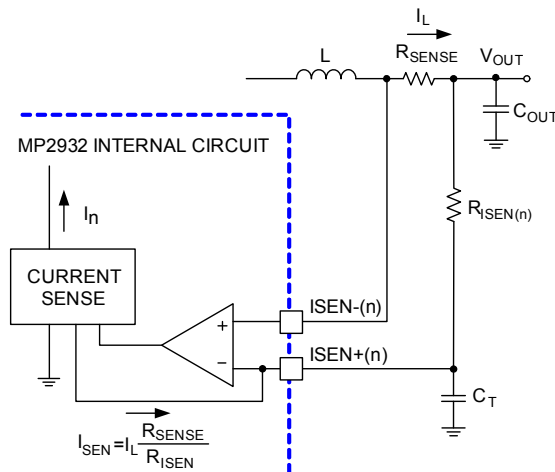 I_L
L
R_SENSE
V_OUT
C_OUT
MP2932 INTERNAL CIRCUIT
I_n
R_ISEN(n)
CURRENT
SENSE
+
ISEN-(n)
−
ISEN+(n)
C_T
I_SEN=I_L R_SENSE/R_ISEN